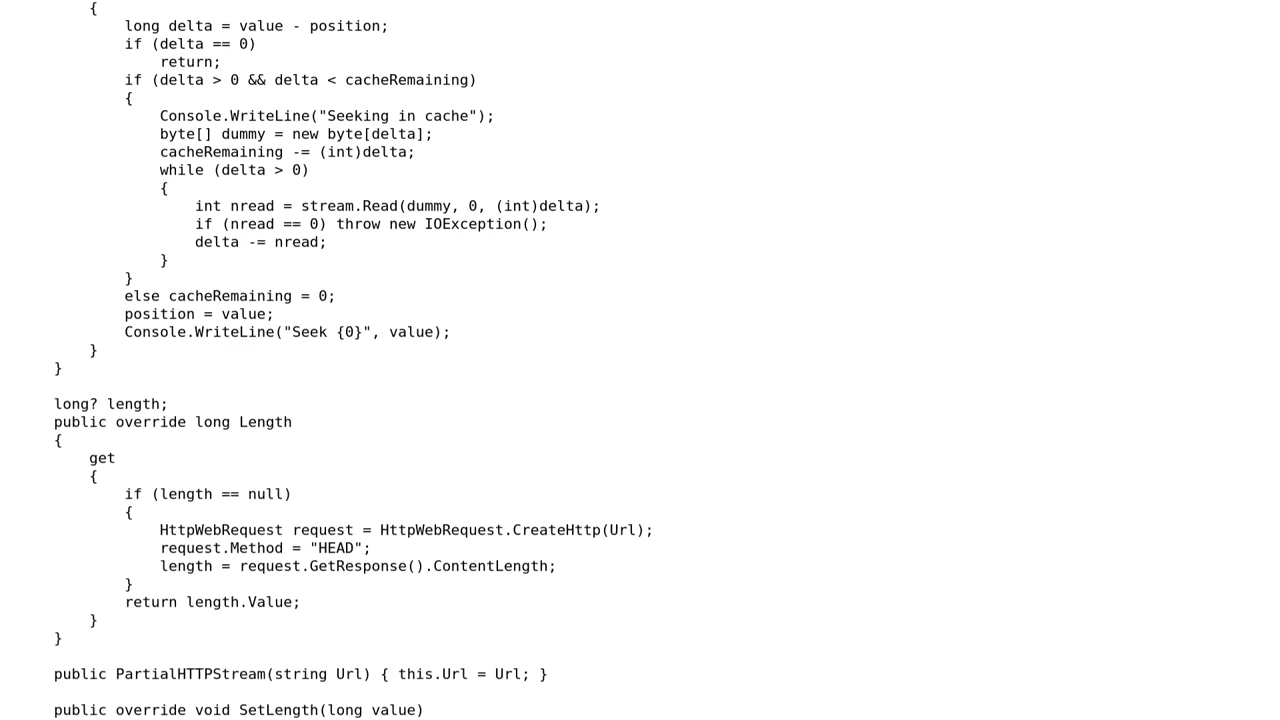 {
long delta = value - position;
if (delta == 0)
return;
if (delta > 0 && delta < cacheRemaining)
{
Console.WriteLine("Seeking in cache");
byte[] dummy = new byte[delta];
cacheRemaining -= (int)delta;
while (delta > 0)
{
int nread = stream.Read(dummy, 0, (int)delta);
if (nread == 0) throw new IOException();
delta -= nread;
}
}
else cacheRemaining = 0;
position = value;
Console.WriteLine("Seek {0}", value);
}
}
long? length;
public override long Length
{
get
{
if (length == null)
{
HttpWebRequest request = HttpWebRequest.CreateHttp(Url);
request.Method = "HEAD";
length = request.GetResponse().ContentLength;
}
return length.Value;
}
}
public PartialHTTPStream(string Url) { this.Url = Url; }
public override void SetLength(long value)